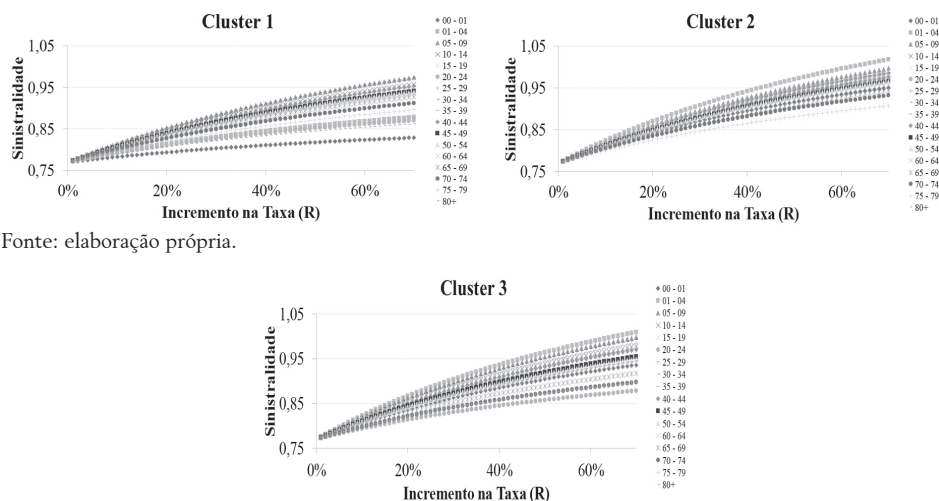 Cluster 1
Sinistralidade
1,05
0,95
0,85
0,75
0%
20%
40%
60%
Incremento na Taxa (R)
00 - 01
01 - 04
05 - 09
10 - 14
15 - 19
20 - 24
25 - 29
30 - 34
35 - 39
40 - 44
45 - 49
50 - 54
60 - 64
65 - 69
70 - 74
75 - 79
80+
Cluster 2
Sinistralidade
1,05
0,95
0,85
0,75
0%
20%
40%
60%
Incremento na Taxa (R)
00 - 01
01 - 04
05 - 09
10 - 14
15 - 19
20 - 24
25 - 29
30 - 34
35 - 39
40 - 44
45 - 49
50 - 54
60 - 64
65 - 69
70 - 74
75 - 79
80+
Fonte: elaboração própria.
Cluster 3
Sinistralidade
1,05
0,95
0,85
0,75
0%
20%
40%
60%
Incremento na Taxa (R)
00 - 01
01 - 04
05 - 09
10 - 14
15 - 19
20 - 24
25 - 29
30 - 34
35 - 39
40 - 44
45 - 49
50 - 54
60 - 64
65 - 69
70 - 74
75 - 79
80+